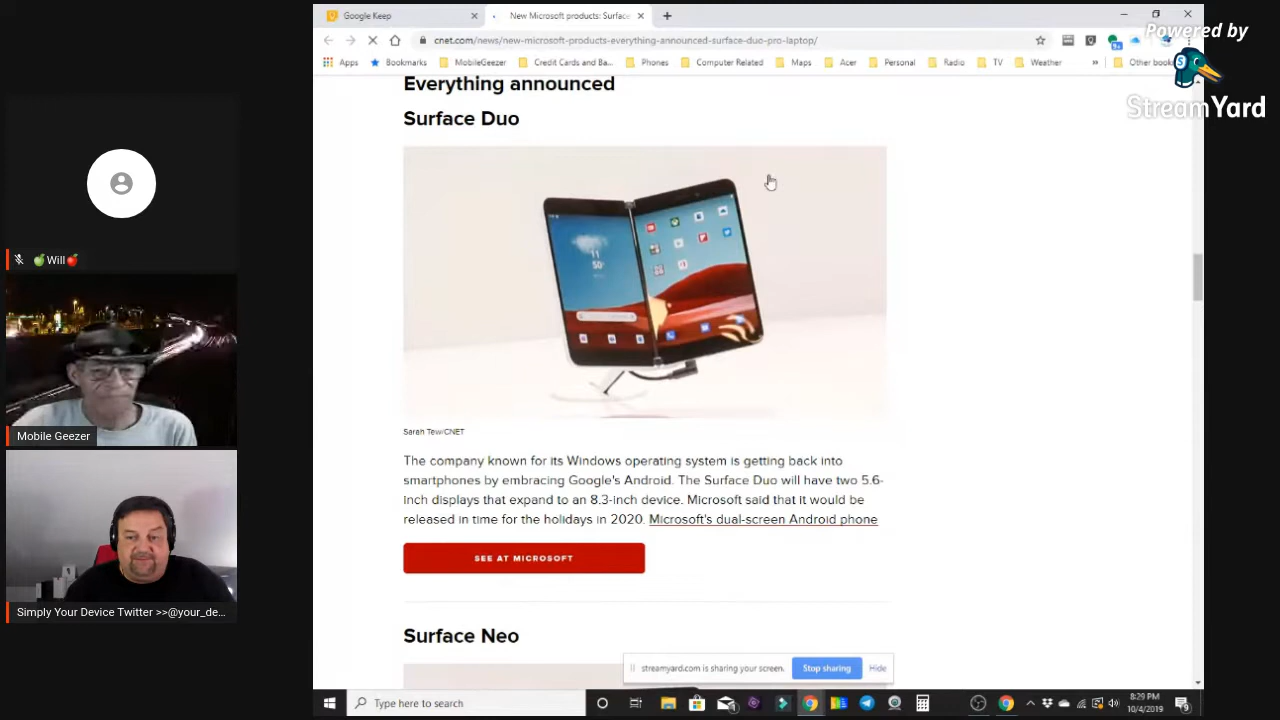 Google Keep
New Microsoft products: Surface
cnet.com/news/new-microsoft-products-everything-announced-surface-duo-pro-laptop/
Powered by
StreamYard
Apps Bookmarks MobileGeezer Credit Cards and Ba... Phones Computer Related Maps Acer Personal Radio TV Weather » Other book
Everything announced
Surface Duo
11
50
Sarah Tew/CNET
The company known for its Windows operating system is getting back into
smartphones by embracing Google's Android. The Surface Duo will have two 5.6-
inch displays that expand to an 8.3-inch device. Microsoft said that it would be
released in time for the holidays in 2020. Microsoft's dual-screen Android phone
SEE AT MICROSOFT
Surface Neo
Will
Mobile Geezer
Simply Your Device Twitter >>@your_de...
streamyard.com is sharing your screen. Stop sharing Hide
Type here to search
8:29 PM
10/4/2019